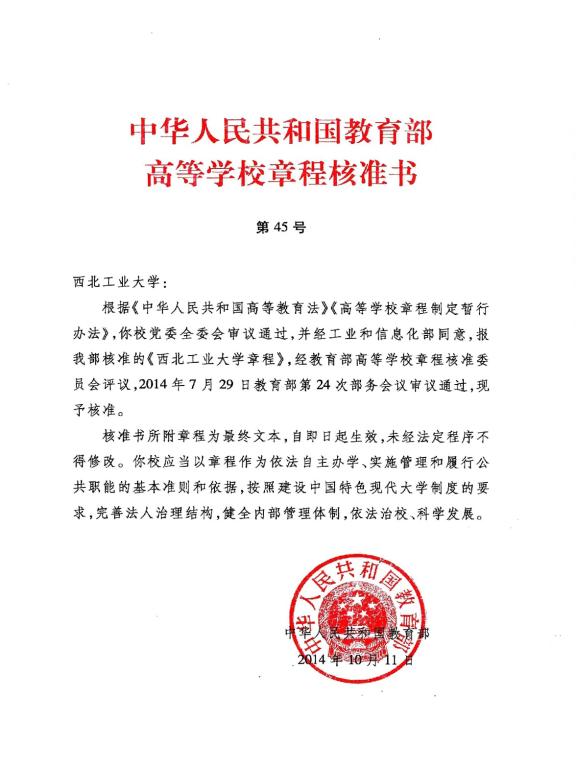 中华人民共和国教育部
高等学校章程核准书
第 45 号
西北工业大学：
根据《中华人民共和国高等教育法》《高等学校章程制定暂行
办法》，你校党委全委会审议通过，并经工业和信息化部同意，报
我部核准的《西北工业大学章程》，经教育部高等学校章程核准委
员会评议，2014 年 7 月 29 日教育部第 24 次部务会议审议通过，现
予核准。
核准书所附章程为最终文本，自即日起生效，未经法定程序不
得修改。你校应当以章程作为依法自主办学、实施管理和履行公
共职能的基本准则和依据，按照建设中国特色现代大学制度的要
求，完善法人治理结构，健全内部管理体制，依法治校、科学发展。
中华人民共和国教育部
中华人民共和国教育部
2014 年 10 月 11 日